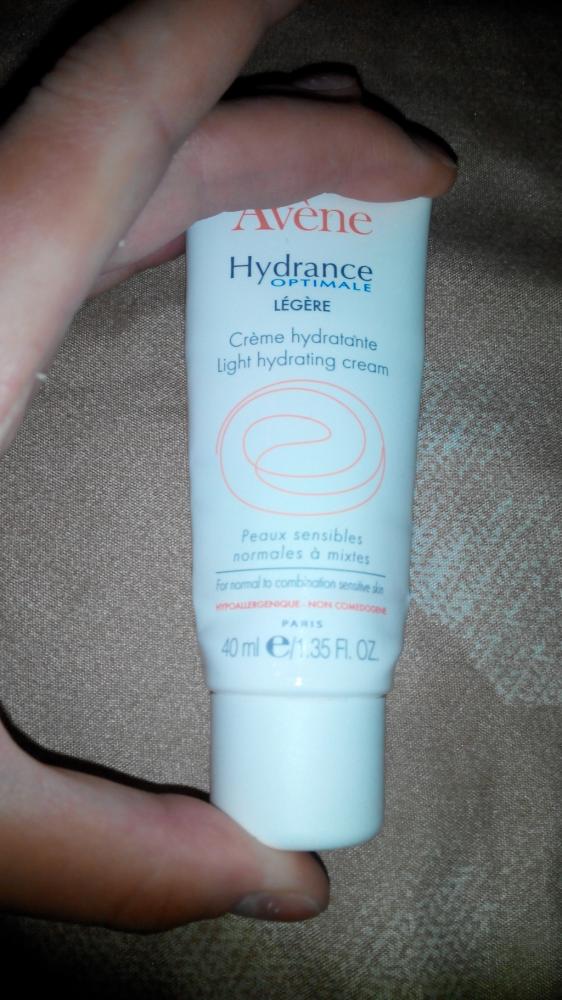 Avène
Hydrance
OPTIMALE
LÉGÈRE
Crème hydratante
Light hydrating cream
Peaux sensibles
normales à mixtes
For normal to combination sensitive skin
HYPOALLERGENIQUE - NON COMEDOGENE
PARIS
40 ml e/1.35 Fl. OZ.